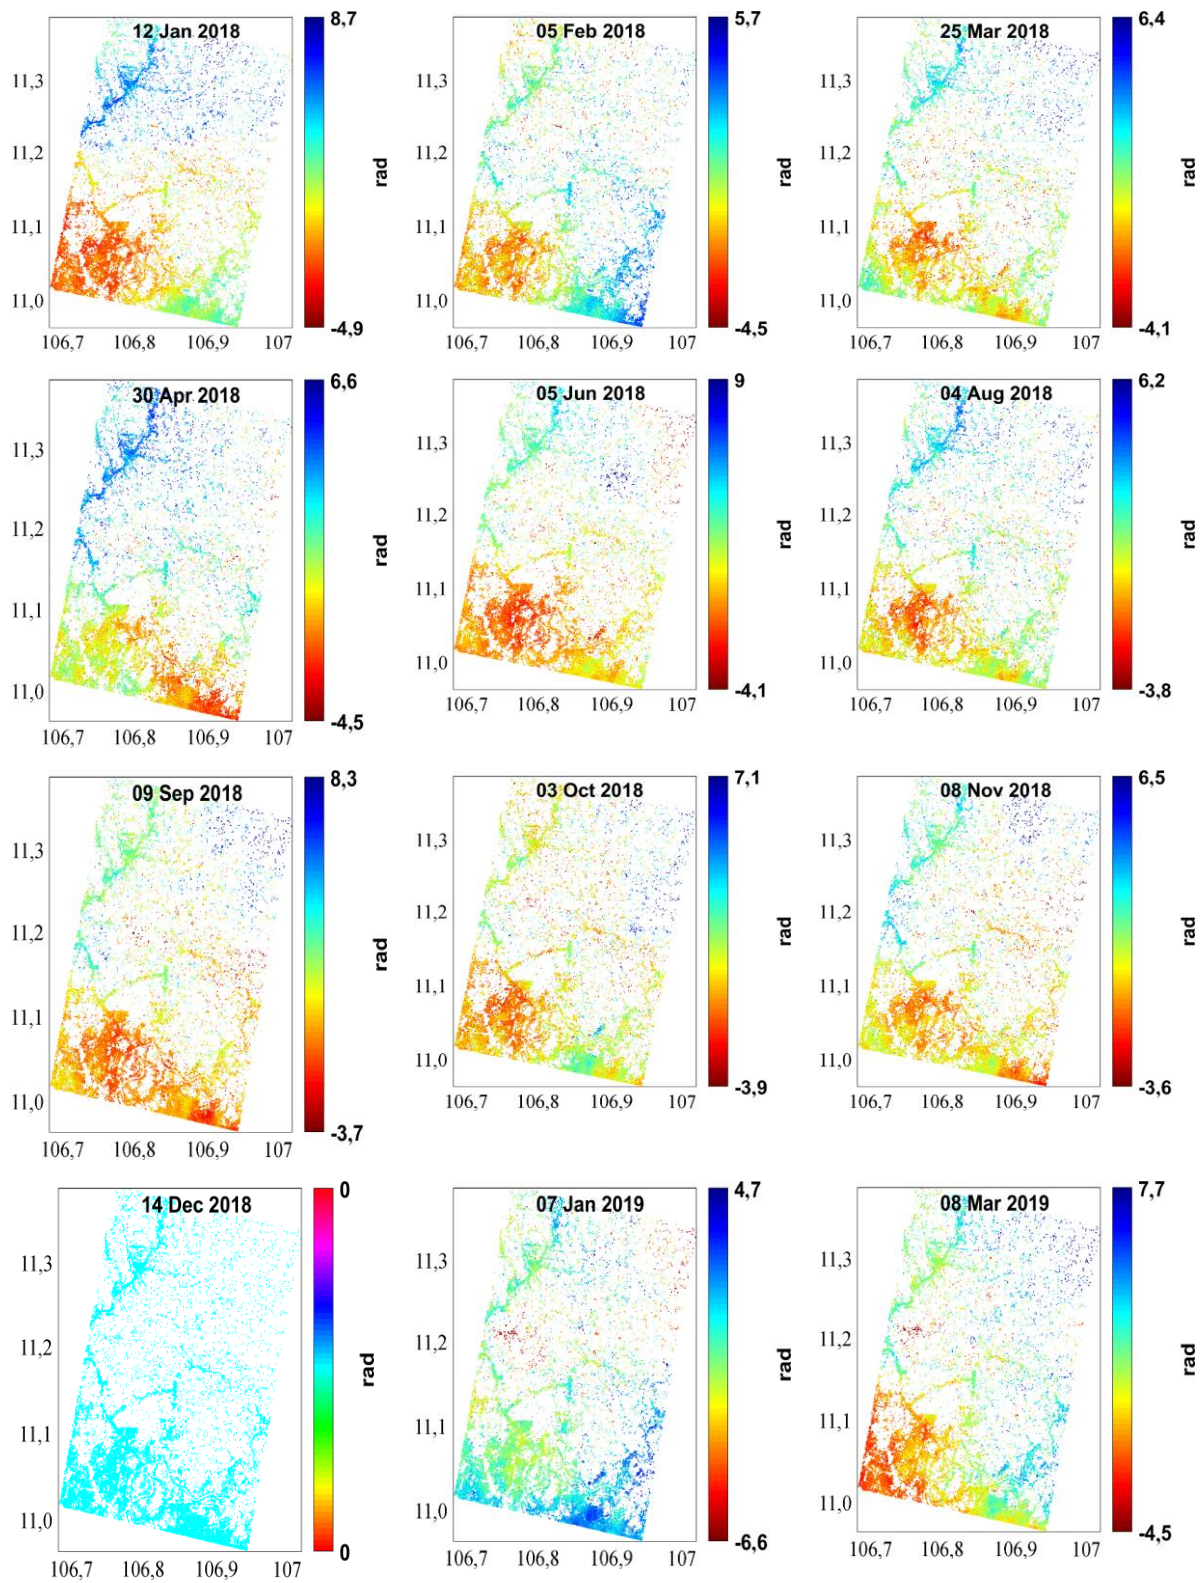 12 Jan 2018
8,7
11,3
11,2
11,1
11,0
rad
-4,9
106,7 106,8 106,9 107
05 Feb 2018
5,7
11,3
11,2
11,1
11,0
rad
-4,5
106,7 106,8 106,9 107
25 Mar 2018
6,4
11,3
11,2
11,1
11,0
rad
-4,1
106,7 106,8 106,9 107
30 Apr 2018
6,6
11,3
11,2
11,1
11,0
rad
-4,5
106,7 106,8 106,9 107
05 Jun 2018
9
11,3
11,2
11,1
11,0
rad
-4,1
106,7 106,8 106,9 107
04 Aug 2018
6,2
11,3
11,2
11,1
11,0
rad
-3,8
106,7 106,8 106,9 107
09 Sep 2018
8,3
11,3
11,2
11,1
11,0
rad
-3,7
106,7 106,8 106,9 107
03 Oct 2018
7,1
11,3
11,2
11,1
11,0
rad
-3,9
106,7 106,8 106,9 107
08 Nov 2018
6,5
11,3
11,2
11,1
11,0
rad
-3,6
106,7 106,8 106,9 107
14 Dec 2018
0
11,3
11,2
11,1
11,0
rad
0
106,7 106,8 106,9 107
07 Jan 2019
4,7
11,3
11,2
11,1
11,0
rad
-6,6
106,7 106,8 106,9 107
08 Mar 2019
7,7
11,3
11,2
11,1
11,0
rad
-4,5
106,7 106,8 106,9 107